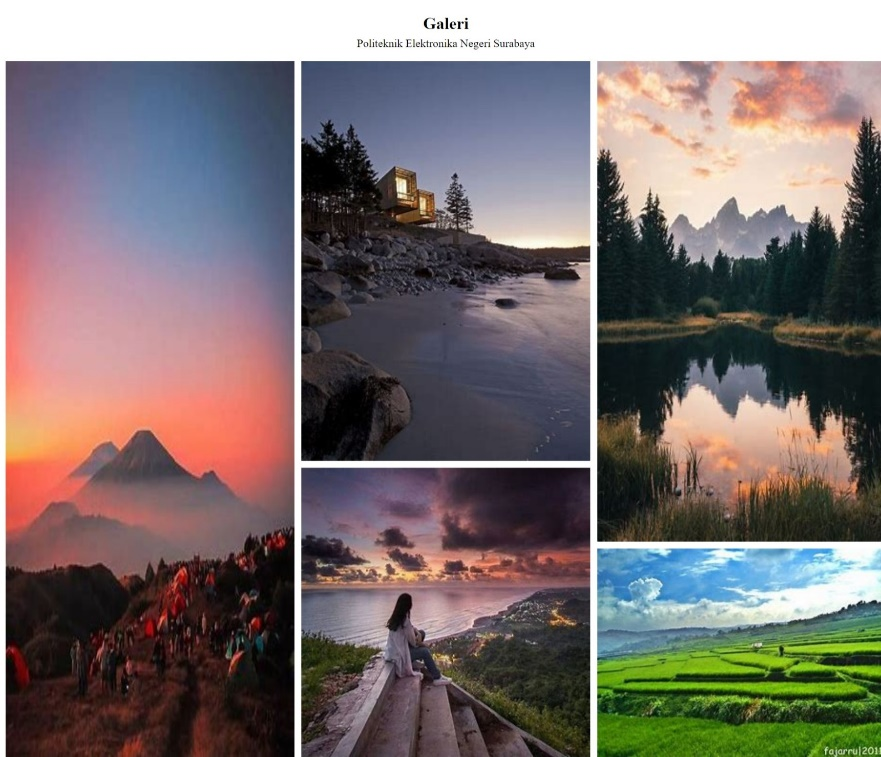 Galeri
Politeknik Elektronika Negeri Surabaya
fajarru|2011